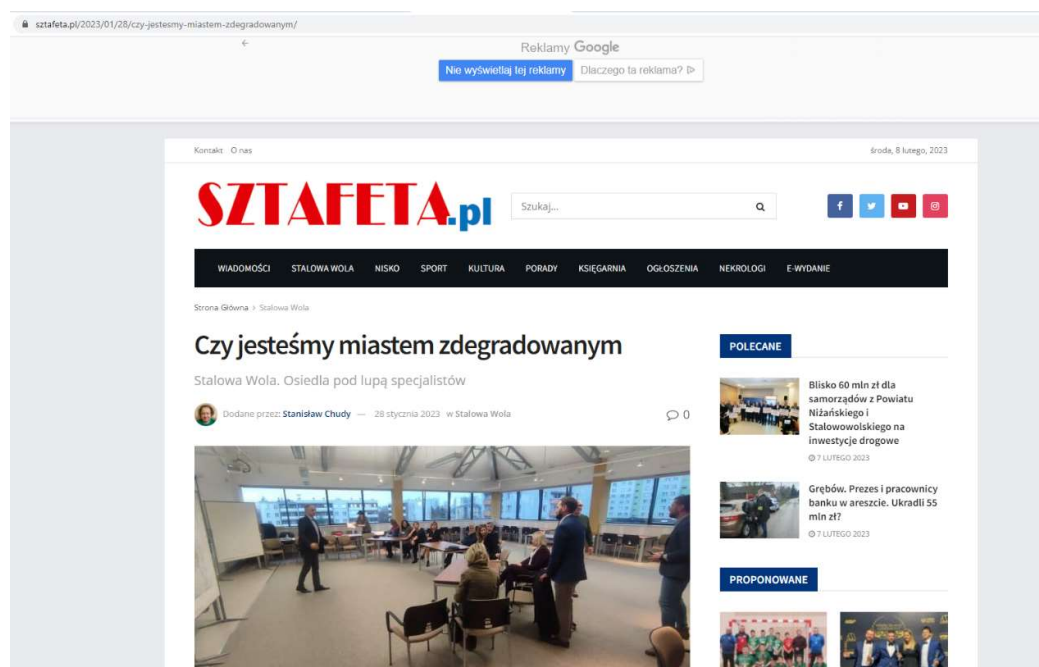 sztafeta.pl/2023/01/28/czy-jestesmy-miastem-zdegradowanym/
Reklamy Google
Nie wyświetlaj tej reklamy
Dlaczego ta reklama?
Kontakt O nas
środa, 8 lutego, 2023
SZTAFETA.pl
Szukaj...
WIADOMOŚCI STALOWA WOLA NISKO SPORT KULTURA PORADY KSIĘGARNIA OGŁOSZENIA NEKROLOGI E-WYDANIE
Strona Główna > Stalowa Wola
Czy jesteśmy miastem zdegradowanym
Stalowa Wola. Osiedla pod lupą specjalistów
Dodane przez: Stanisław Chudy — 28 stycznia 2023 w Stalowa Wola
0
POLECANE
Blisko 60 mln zł dla
samorządów z Powiatu
Niżańskiego i
Stalowowolskiego na
inwestycje drogowe
7 LUTEGO 2023
Grębów. Prezes i pracownicy
banku w areszcie. Ukradli 55
mln zł?
7 LUTEGO 2023
PROPONOWANE